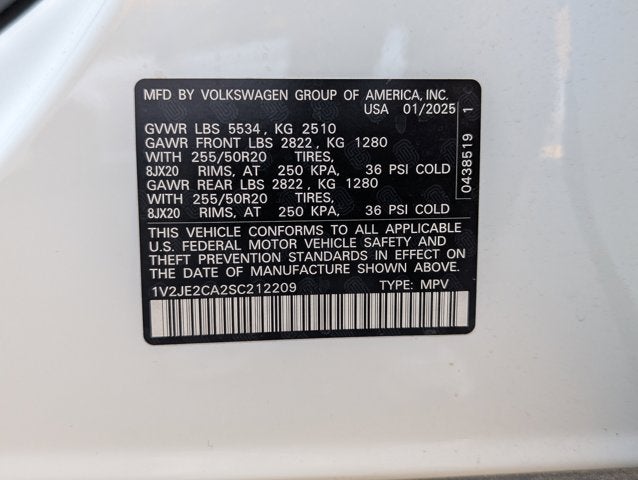 MFD BY VOLKSWAGEN GROUP OF AMERICA, INC.
USA 01/2025
GVWR LBS 5534, KG 2510
GAWR FRONT LBS 2822, KG 1280
WITH 255/50R20 TIRES,
8JX20 RIMS, AT 250 KPA, 36 PSI COLD
GAWR REAR LBS 2822, KG 1280
WITH 255/50R20 TIRES,
8JX20 RIMS, AT 250 KPA, 36 PSI COLD
THIS VEHICLE CONFORMS TO ALL APPLICABLE
U.S. FEDERAL MOTOR VEHICLE SAFETY AND
THEFT PREVENTION STANDARDS IN EFFECT ON
THE DATE OF MANUFACTURE SHOWN ABOVE.
1V2JE2CA2SC212209 TYPE: MPV
0438519 1